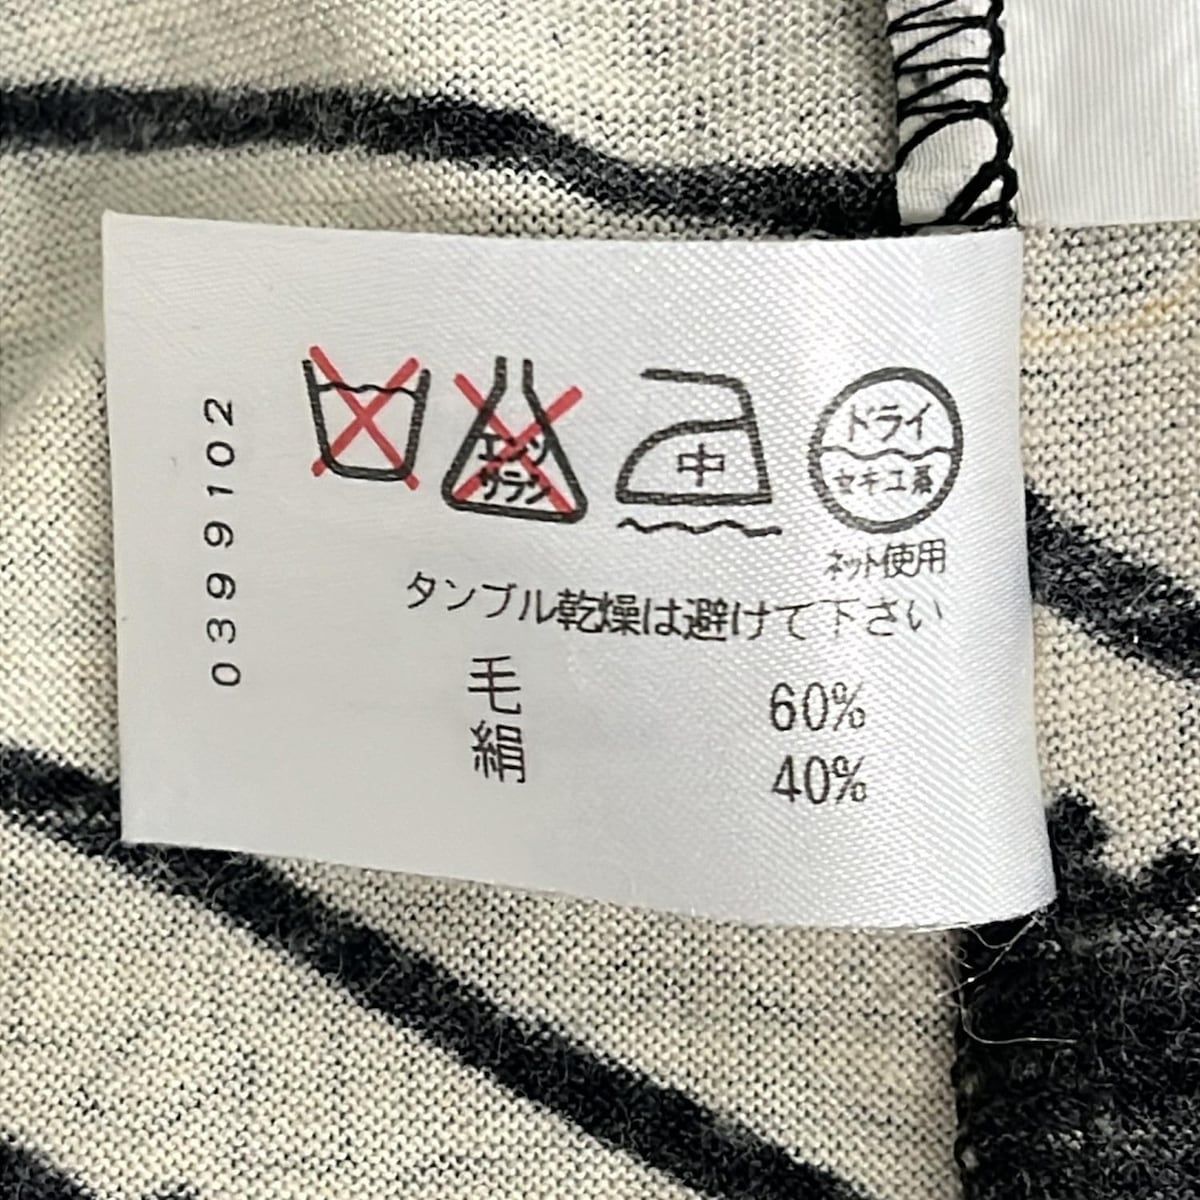 エンソ
サラシ
中
ドライ
セキユ系
ネット使用
タンブル乾燥は避けて下さい
毛 60%
絹 40%
0399102